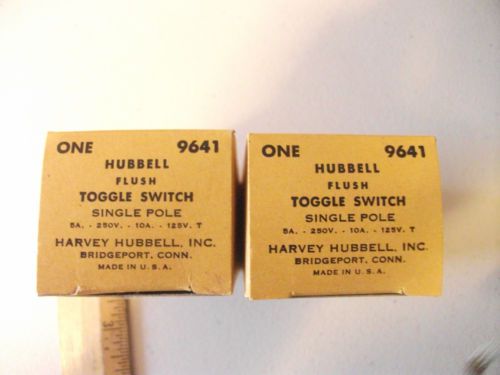 ONE 9641
HUBBELL
FLUSH
TOGGLE SWITCH
SINGLE POLE
5A. - 250V. - 10A. - 125V. T
HARVEY HUBBELL, INC.
BRIDGEPORT, CONN.
MADE IN U.S.A.
ONE 9641
HUBBELL
FLUSH
TOGGLE SWITCH
SINGLE POLE
5A. - 250V. - 10A. - 125V. T
HARVEY HUBBELL, INC.
BRIDGEPORT, CONN.
MADE IN U.S.A.
3